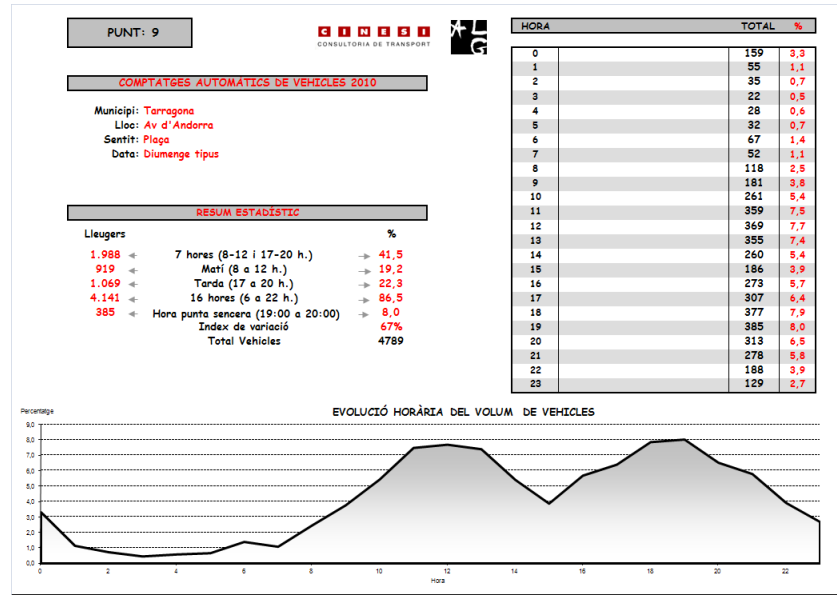 PUNT: 9
CINESI
CONSULTORIA DE TRANSPORT
ALG
COMPTATGES AUTOMÀTICS DE VEHICLES 2010
Municipi: Tarragona
Lloc: Av d'Andorra
Sentit: Plaça
Data: Diumenge tipus
RESUM ESTADÍSTIC
Lleugers %
1.988 7 hores (8-12 i 17-20 h.) 41,5
919 Matí (8 a 12 h.) 19,2
1.069 Tarda (17 a 20 h.) 22,3
4.141 16 hores (6 a 22 h.) 86,5
385 Hora punta sencera (19:00 a 20:00) 8,0
Index de variació 67%
Total Vehicles 4789
HORA TOTAL %
0 159 3,3
1 55 1,1
2 35 0,7
3 22 0,5
4 28 0,6
5 32 0,7
6 67 1,4
7 52 1,1
8 118 2,5
9 181 3,8
10 261 5,4
11 359 7,5
12 369 7,7
13 355 7,4
14 260 5,4
15 186 3,9
16 273 5,7
17 307 6,4
18 377 7,9
19 385 8,0
20 313 6,5
21 278 5,8
22 188 3,9
23 129 2,7
EVOLUCIÓ HORÀRIA DEL VOLUM DE VEHICLES
Percentatge
9,0
8,0
7,0
6,0
5,0
4,0
3,0
2,0
1,0
0,0
0 2 4 6 8 10 12 14 16 18 20 22
Hora